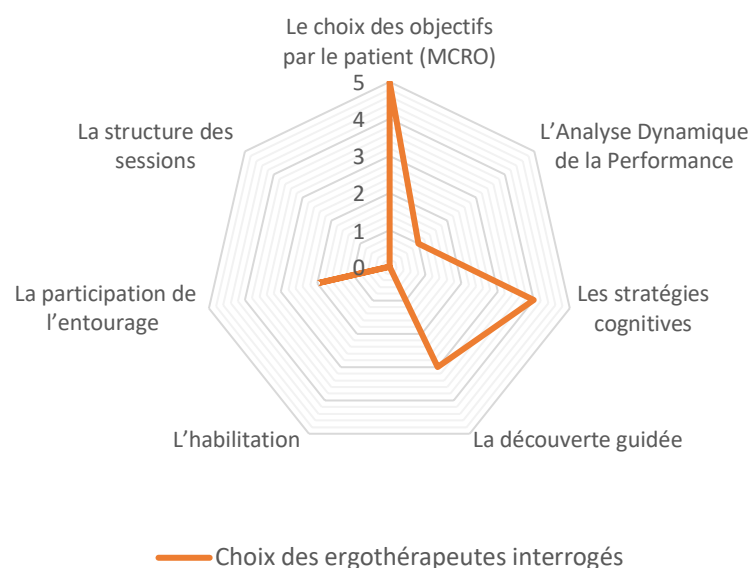 Le choix des objectifs
par le patient (MCRO)
5
4
3
2
1
0
L’Analyse Dynamique
de la Performance
Les stratégies
cognitives
La découverte guidée
L’habilitation
La participation de
l’entourage
La structure des
sessions
Choix des ergothérapeutes interrogés